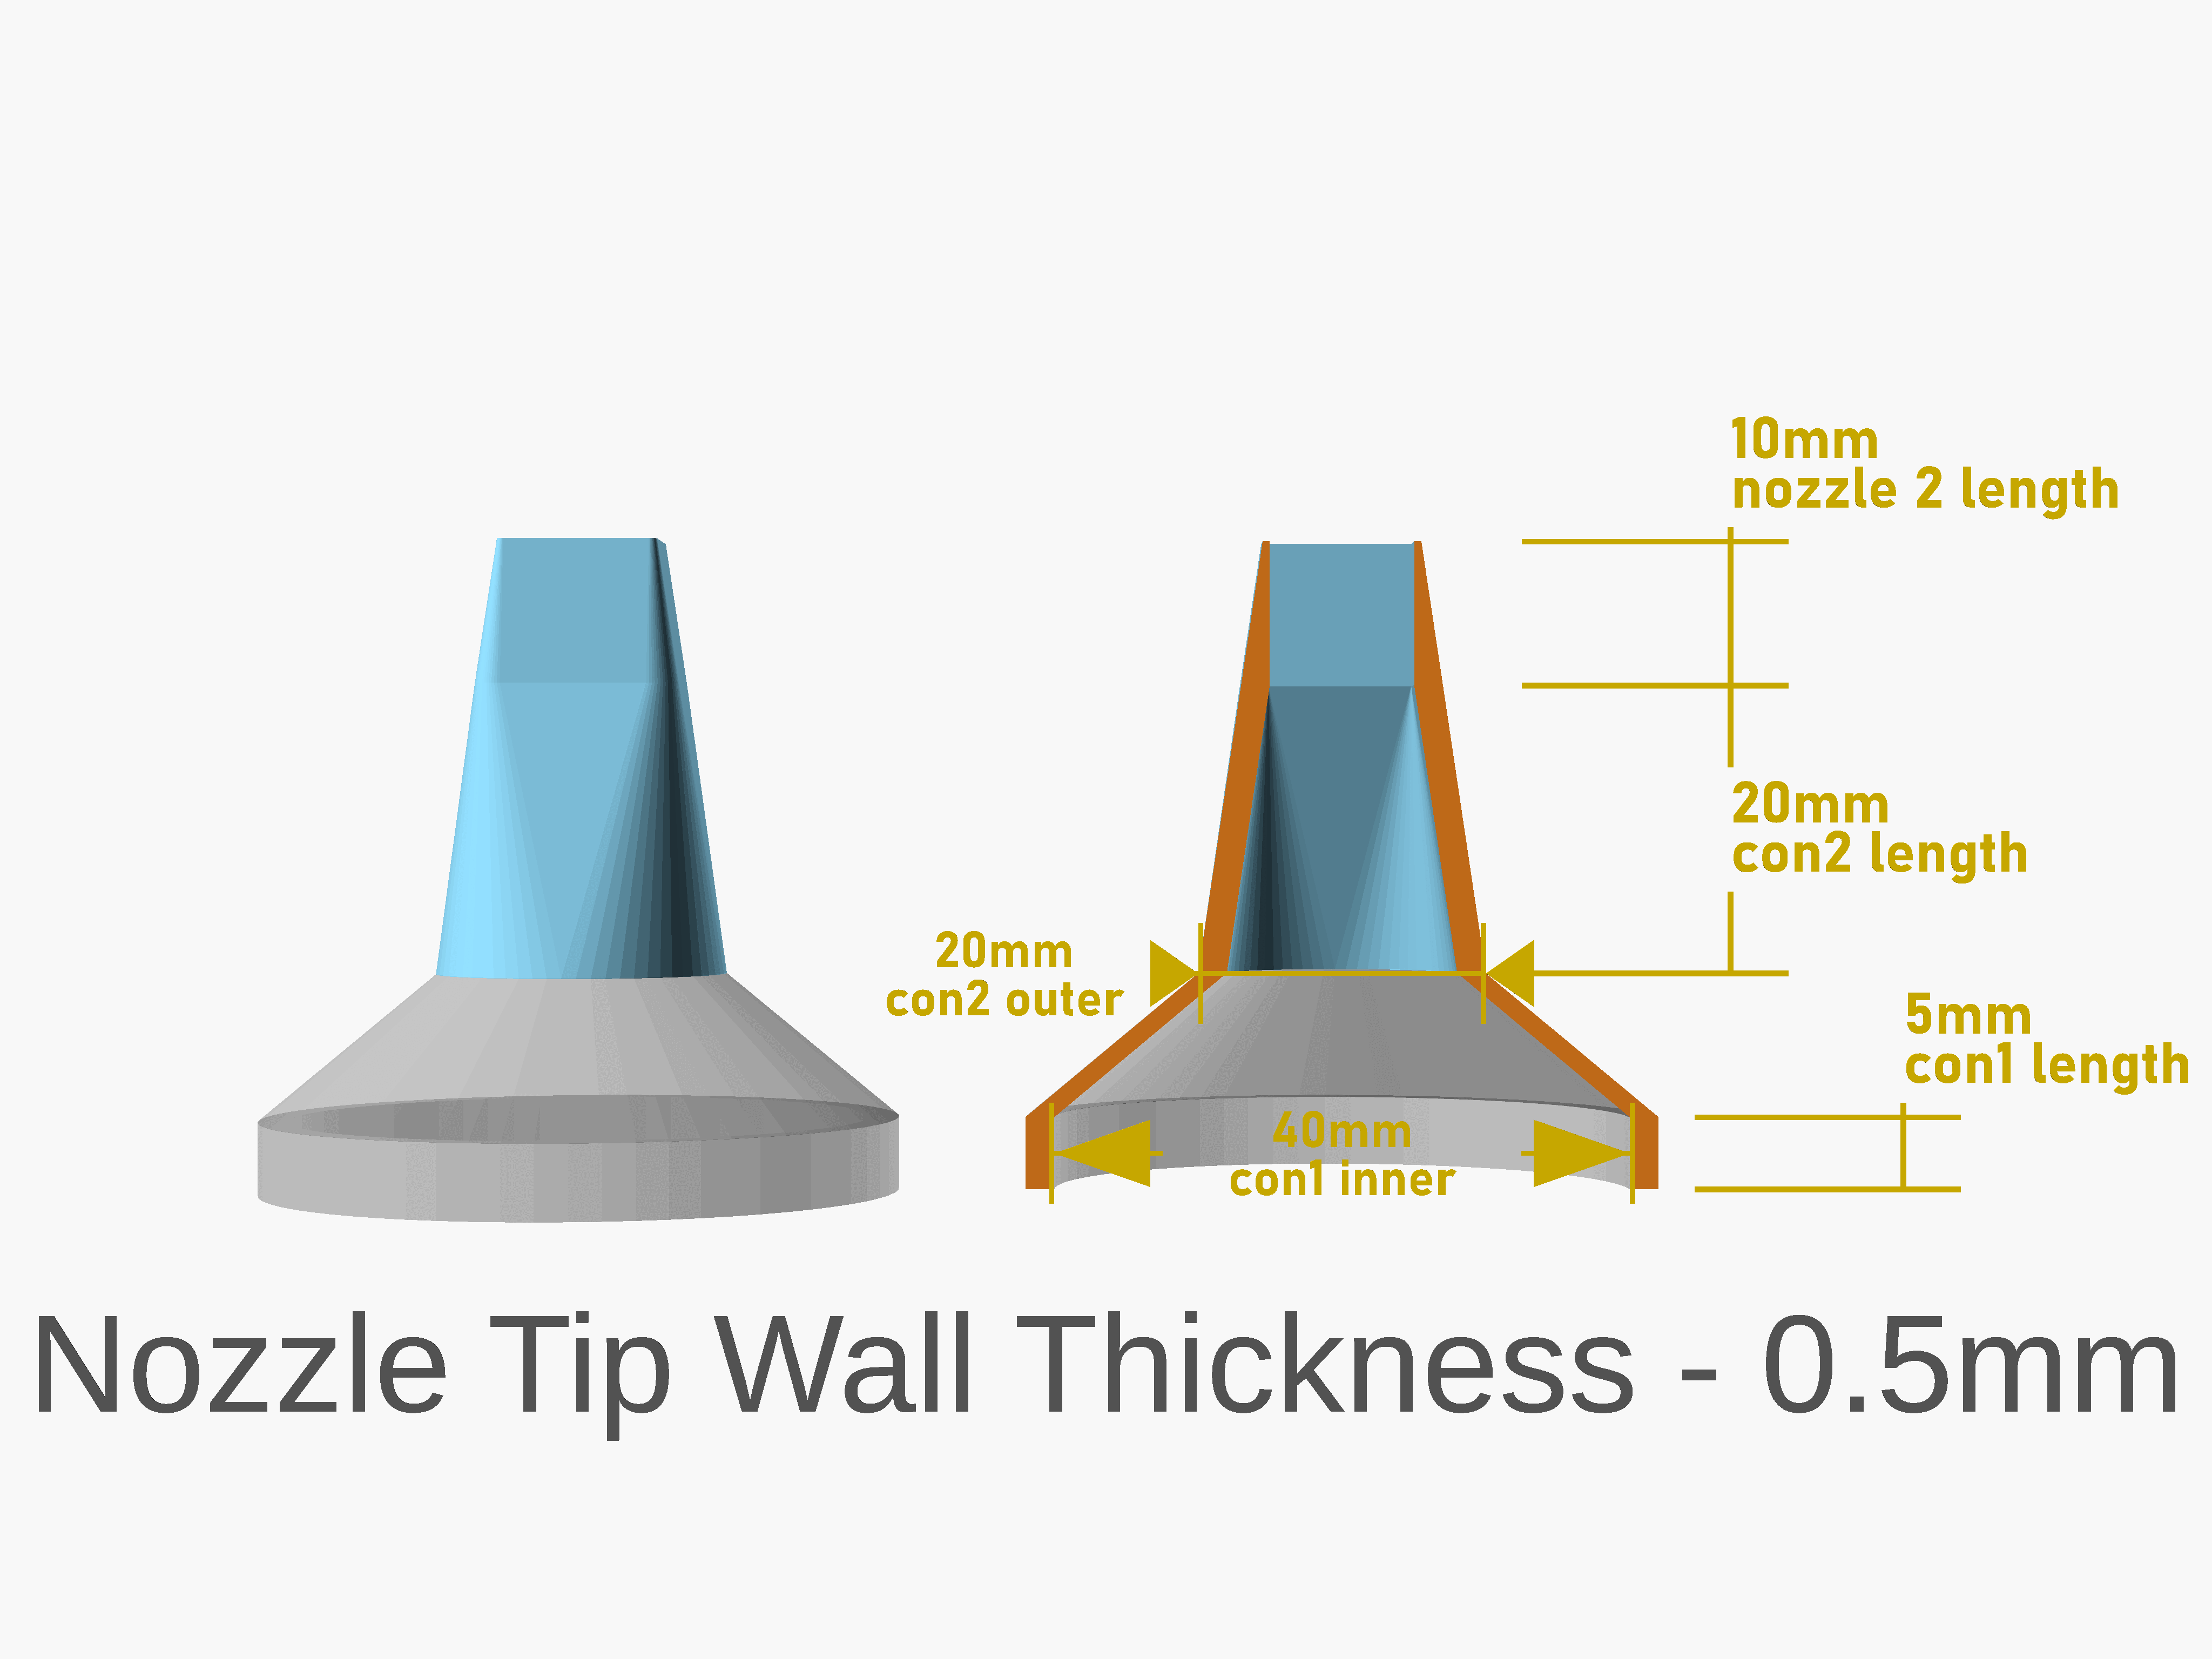 10mm
nozzle 2 length
20mm
con2 length
20mm
con2 outer
5mm
con1 length
40mm
con1 inner
Nozzle Tip Wall Thickness - 0.5mm